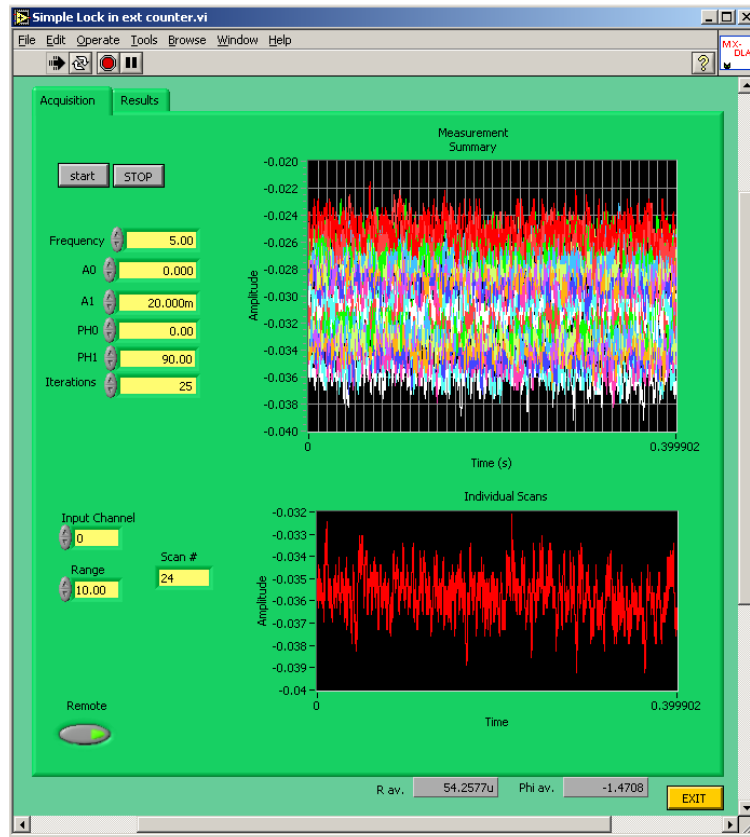 Simple Lock in ext counter.vi
File Edit Operate Tools Browse Window Help
MX-
DLA
Acquisition Results
start STOP
Frequency 5.00
A0 0.000
A1 20.000m
PH0 0.00
PH1 90.00
Iterations 25
Measurement
Summary
-0.020
-0.022
-0.024
-0.026
-0.028
-0.030
-0.032
-0.034
-0.036
-0.038
-0.040
Amplitude
0 0.399902
Time (s)
Input Channel
0
Range
10.00
Scan #
24
Individual Scans
-0.032
-0.033
-0.034
-0.035
-0.036
-0.037
-0.038
-0.039
-0.04
Amplitude
0 0.399902
Time
Remote
R av. 54.2577u Phi av. -1.4708
EXIT